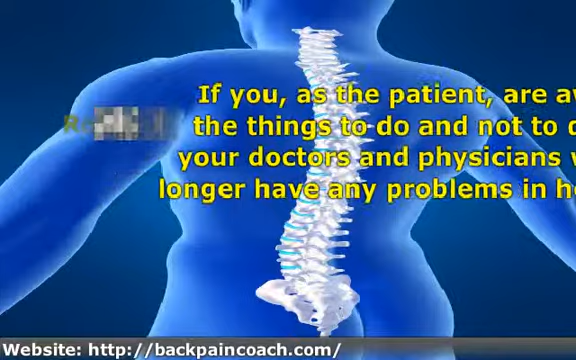 If you, as the patient, are
the things to do and not to
your doctors and physicians
longer have any problems in
Website: http://backpaincoach.com/